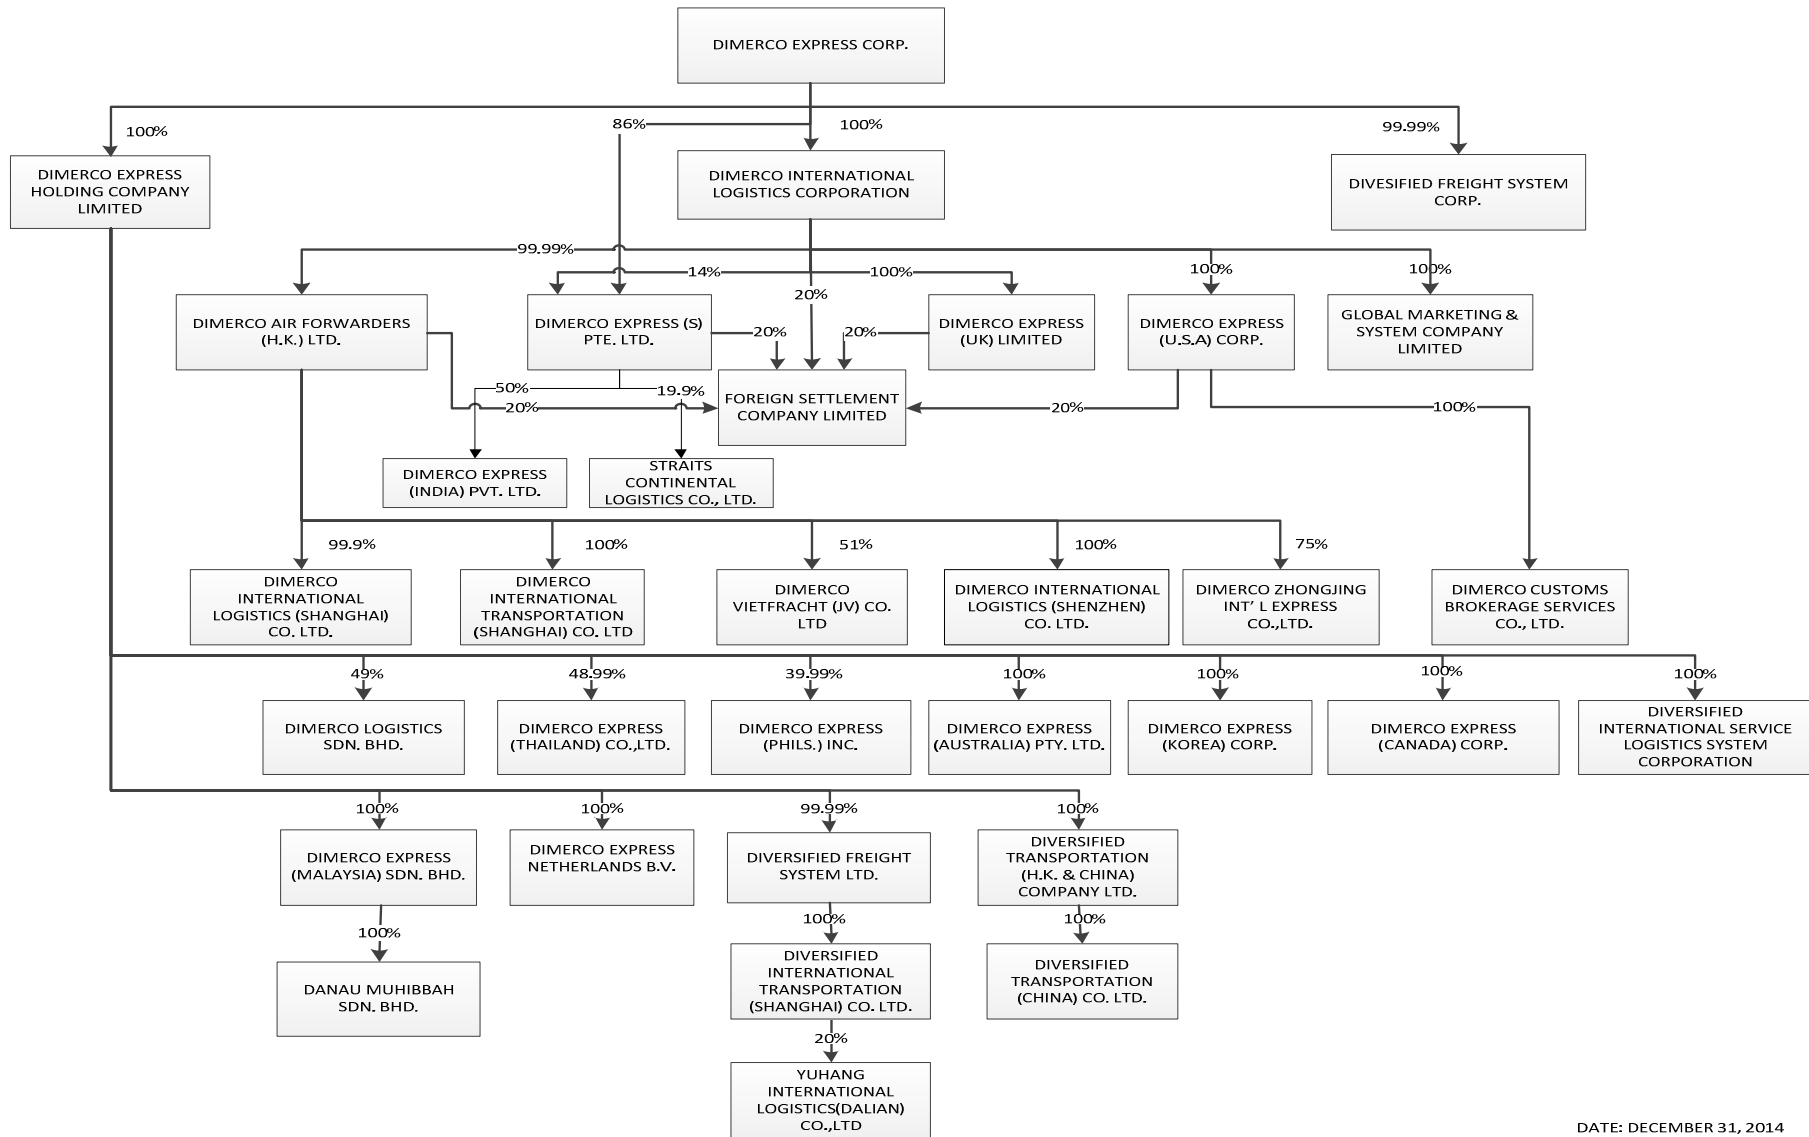 DIMERCO EXPRESS CORP.
100%
86%
100%
99.99%
DIMERCO EXPRESS
HOLDING COMPANY
LIMITED
DIMERCO INTERNATIONAL
LOGISTICS CORPORATION
DIVESIFIED FREIGHT SYSTEM
CORP.
99.99%
14%
100%
100%
100%
20%
DIMERCO AIR FORWARDERS
(H.K.) LTD.
DIMERCO EXPRESS (S)
PTE. LTD.
20%
20%
DIMERCO EXPRESS
(UK) LIMITED
DIMERCO EXPRESS
(U.S.A) CORP.
GLOBAL MARKETING &
SYSTEM COMPANY
LIMITED
50%
19.9%
20%
FOREIGN SETTLEMENT
COMPANY LIMITED
20%
100%
DIMERCO EXPRESS
(INDIA) PVT. LTD.
STRAITS
CONTINENTAL
LOGISTICS CO., LTD.
99.9%
100%
51%
100%
75%
DIMERCO
INTERNATIONAL
LOGISTICS (SHANGHAI)
CO. LTD.
DIMERCO
INTERNATIONAL
TRANSPORTATION
(SHANGHAI) CO. LTD
DIMERCO
VIETFRACHT (JV) CO.
LTD
DIMERCO INTERNATIONAL
LOGISTICS (SHENZHEN)
CO. LTD.
DIMERCO ZHONGJING
INT’ L EXPRESS
CO.,LTD.
DIMERCO CUSTOMS
BROKERAGE SERVICES
CO., LTD.
49%
48.99%
39.99%
100%
100%
100%
100%
DIMERCO LOGISTICS
SDN. BHD.
DIMERCO EXPRESS
(THAILAND) CO.,LTD.
DIMERCO EXPRESS
(PHILS.) INC.
DIMERCO EXPRESS
(AUSTRALIA) PTY. LTD.
DIMERCO EXPRESS
(KOREA) CORP.
DIMERCO EXPRESS
(CANADA) CORP.
DIVERSIFIED
INTERNATIONAL SERVICE
LOGISTICS SYSTEM
CORPORATION
100%
100%
99.99%
100%
DIMERCO EXPRESS
(MALAYSIA) SDN. BHD.
DIMERCO EXPRESS
NETHERLANDS B.V.
DIVERSIFIED FREIGHT
SYSTEM LTD.
DIVERSIFIED
TRANSPORTATION
(H.K. & CHINA)
COMPANY LTD.
100%
100%
100%
DANAU MUHIBBAH
SDN. BHD.
DIVERSIFIED
INTERNATIONAL
TRANSPORTATION
(SHANGHAI) CO. LTD.
DIVERSIFIED
TRANSPORTATION
(CHINA) CO. LTD.
20%
YUHANG
INTERNATIONAL
LOGISTICS(DALIAN)
CO.,LTD
DATE: DECEMBER 31, 2014